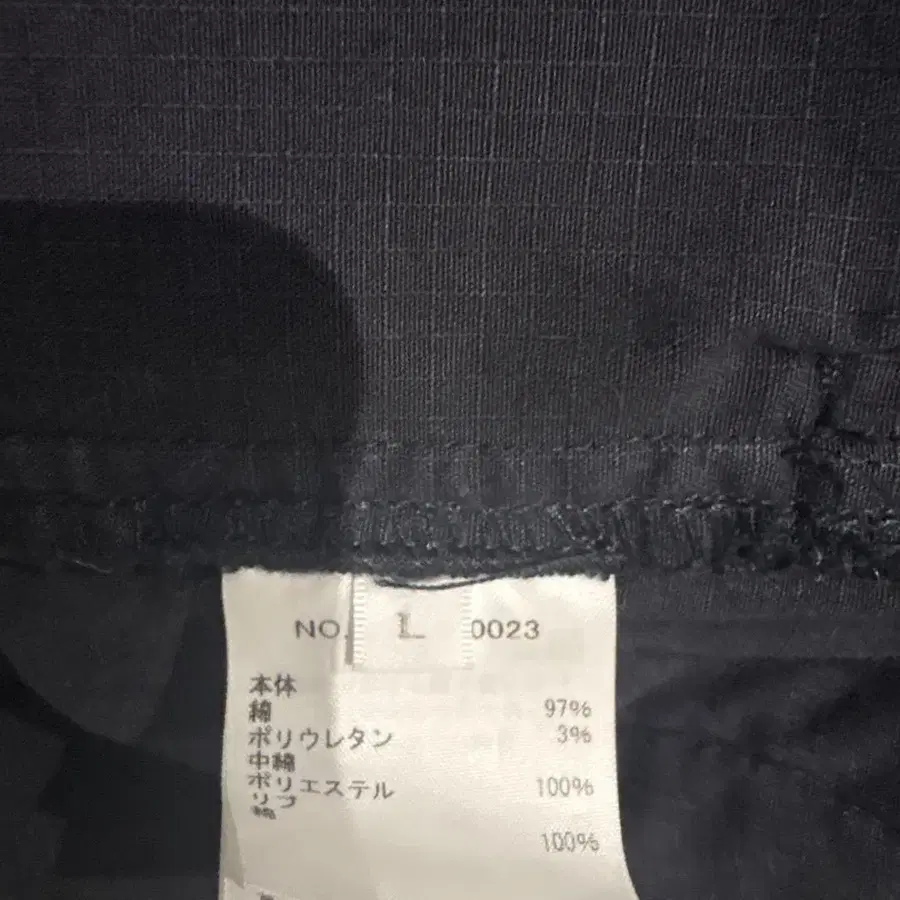 NO. L 0023
本体
綿 97%
ポリウレタン 3%
中綿
ポリエステル 100%
リブ
綿 100%